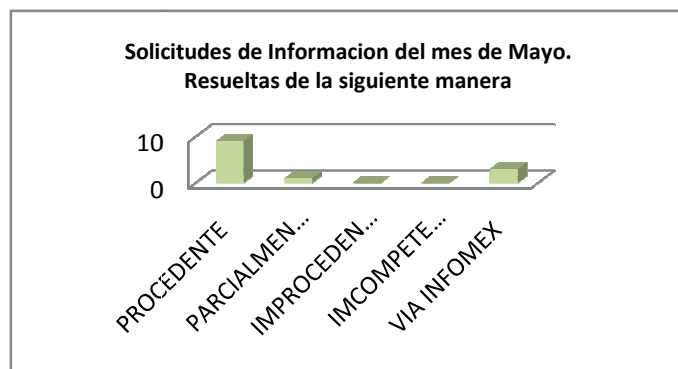 Solicitudes de Informacion del mes de Mayo.
Resueltas de la siguiente manera
10
0
PROCEDENTE
PARCIALMEN...
IMPROCEDEN...
IMCOMPETE...
VIA INFOMEX